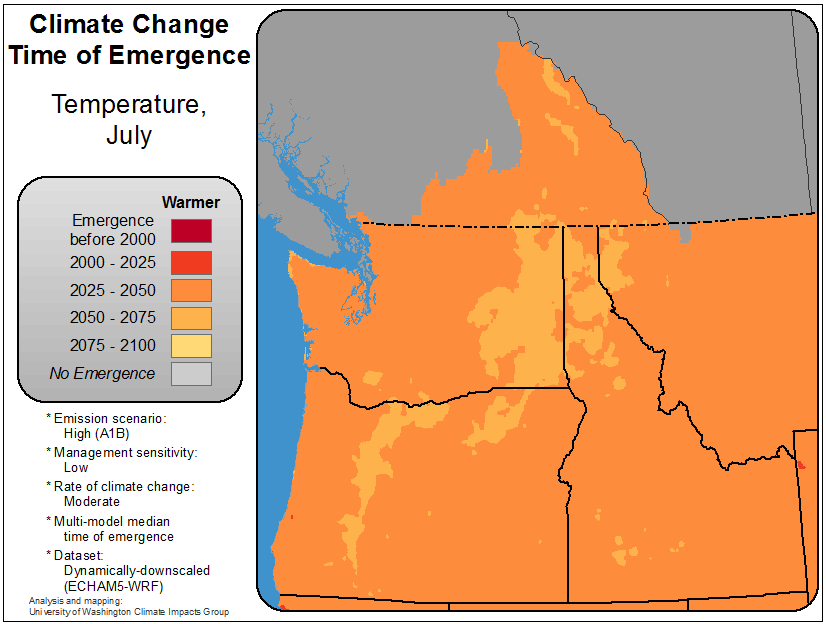 Climate Change
Time of Emergence
Temperature,
July
Warmer
Emergence
before 2000
2000 - 2025
2025 - 2050
2050 - 2075
2075 - 2100
No Emergence
* Emission scenario:
High (A1B)
* Management sensitivity:
Low
* Rate of climate change:
Moderate
* Multi-model median
time of emergence
* Dataset:
Dynamically-downscaled
(ECHAM5-WRF)
Analysis and mapping:
University of Washington Climate Impacts Group